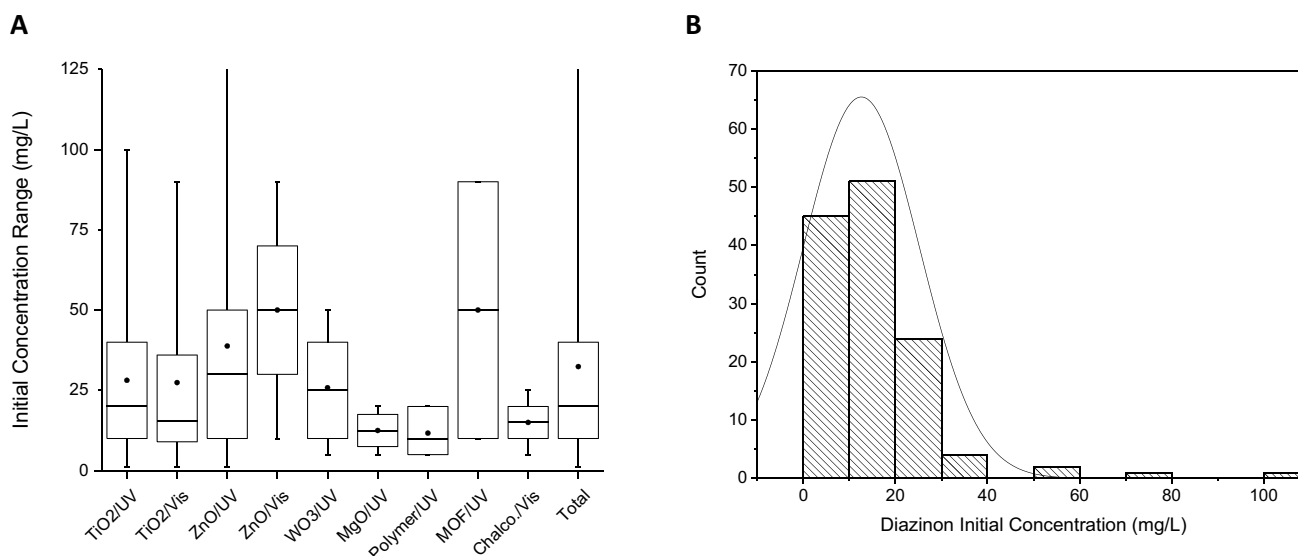 A
Initial Concentration Range (mg/L)
125
100
75
50
25
0
TiO2/UV
TiO2/Vis
ZnO/UV
ZnO/Vis
WO3/UV
MgO/UV
Polymer/UV
MOF/UV
Chalco./Vis
Total
B
Count
70
60
50
40
30
20
10
0
0
20
40
60
80
100
Diazinon Initial Concentration (mg/L)